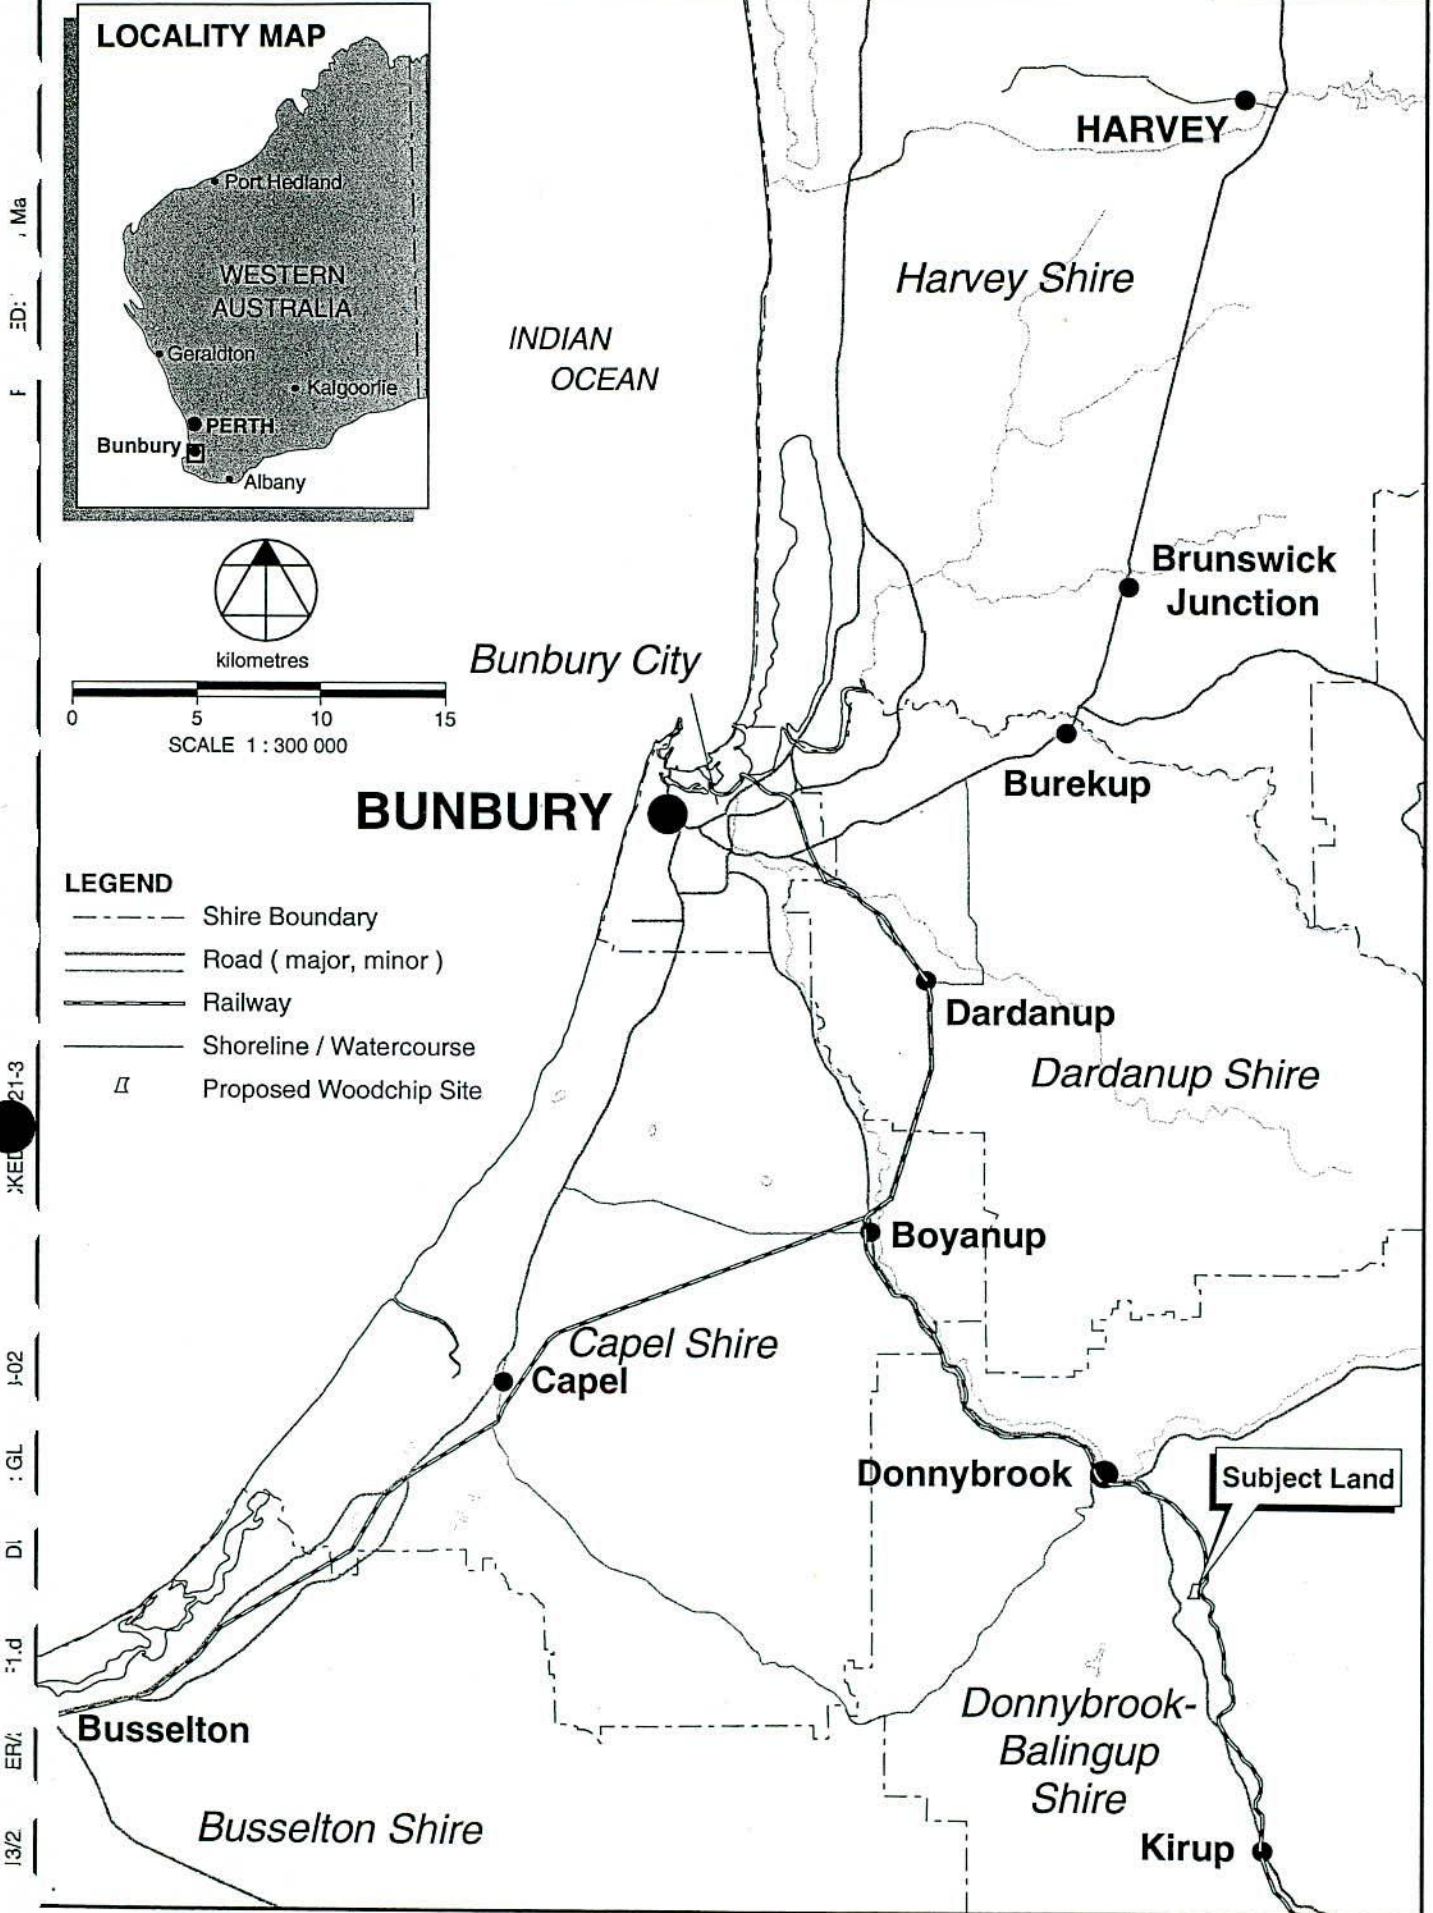 LOCALITY MAP
Port Hedland
WESTERN
AUSTRALIA
Geraldton
Kalgoorlie
PERTH
Bunbury
Albany
kilometres
0 5 10 15
SCALE 1 : 300 000
LEGEND
Shire Boundary
Road ( major, minor )
Railway
Shoreline / Watercourse
Proposed Woodchip Site
INDIAN
OCEAN
HARVEY
Harvey Shire
Brunswick
Junction
Bunbury City
BUNBURY
Burekup
Dardanup
Dardanup Shire
Boyanup
Capel Shire
Capel
Donnybrook
Subject Land
Donnybrook-
Balingup
Shire
Kirup
Busselton
Busselton Shire
Ma
21-3